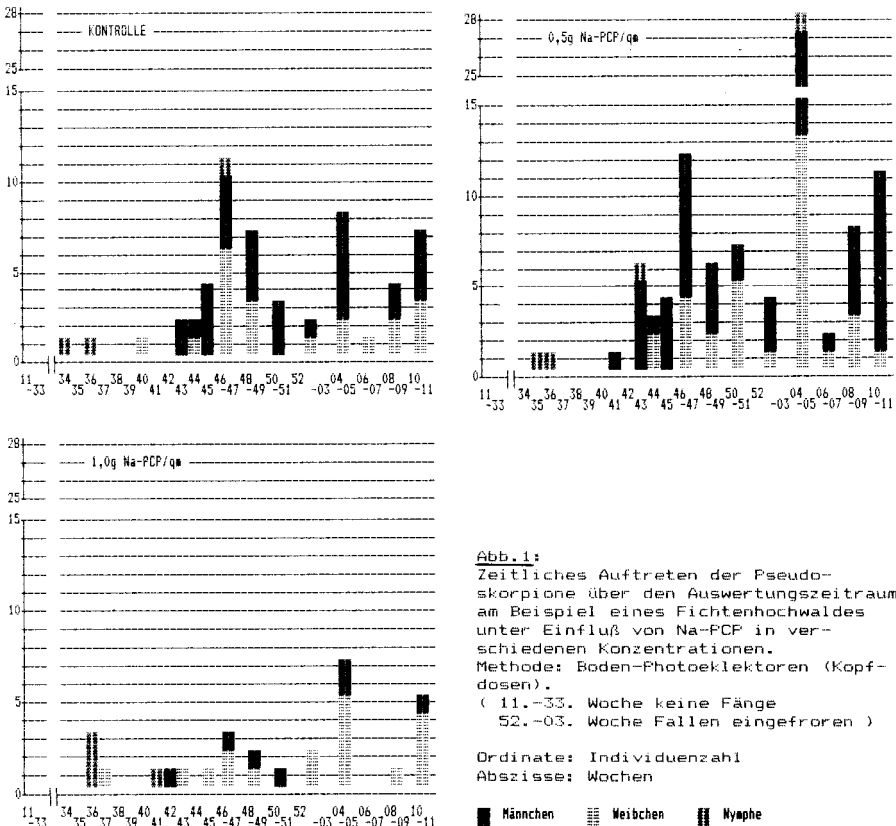 28
25
15
10
5
0
KONTROLLE
11 34 36 38 40 42 44 46 48 50 52 04 06 08 10
-33 35 37 39 41 43 45 -47 -49 -51 -03 -05 -07 -09 -11
28
25
15
10
5
0
0,5g Na-PCP/qm
11 34 36 38 40 42 44 46 48 50 52 04 06 08 10
-33 35 37 39 41 43 45 -47 -49 -51 -03 -05 -07 -09 -11
28
25
15
10
5
0
1,0g Na-PCP/qm
11 34 36 38 40 42 44 46 48 50 52 04 06 08 10
-33 35 37 39 41 43 45 -47 -49 -51 -03 -05 -07 -09 -11
Abb.1:
Zeitliches Auftreten der Pseudo-
skorpione über den Auswertungszeitraum
am Beispiel eines Fichtenhochwaldes
unter Einfluß von Na-PCP in ver-
schiedenen Konzentrationen.
Methode: Boden-Photoeklektoren (Kopf-
dosen).
( 11.-33. Woche keine Fänge
52.-03. Woche Fallen eingefroren )
Ordinate: Individuenzahl
Abszisse: Wochen
Männchen Weibchen Nymphe